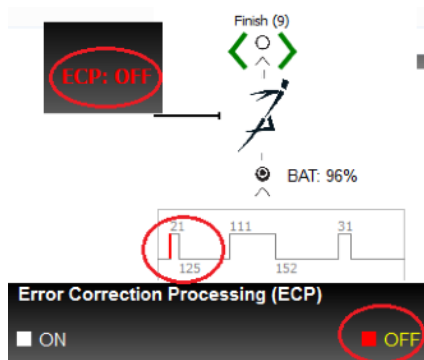 Finish (9)
ECP: OFF
BAT: 96%
21 111 31
125 152
Error Correction Processing (ECP)
ON OFF